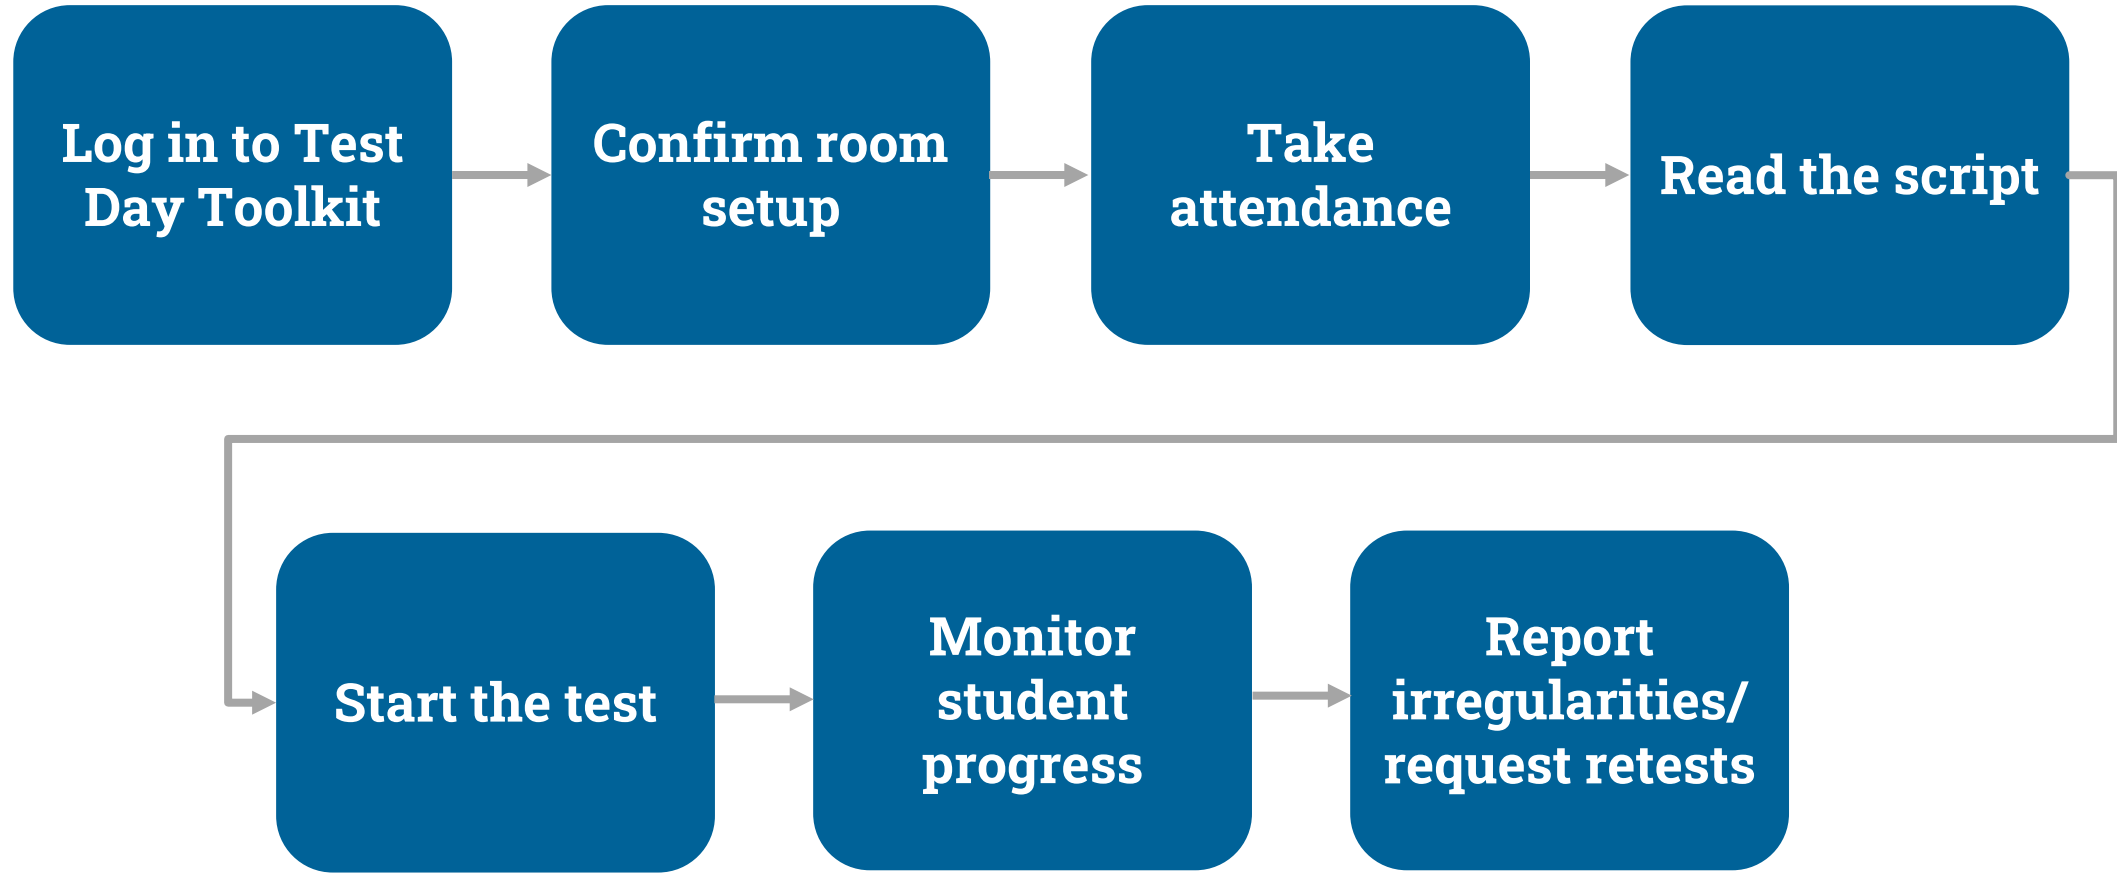 Log in to Test
Day Toolkit
Confirm room
setup
Take
attendance
Read the script
Start the test
Monitor
student
progress
Report
irregularities/
request retests